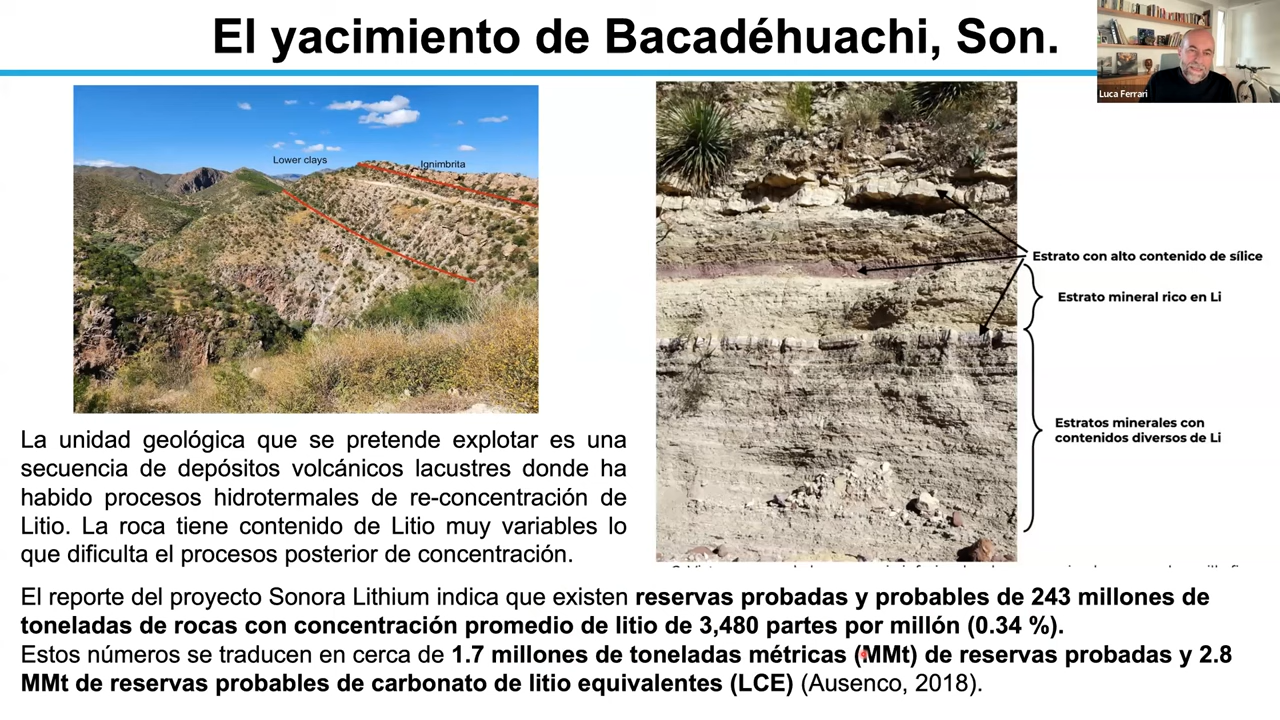 El yacimiento de Bacadéhuachi, Son.
Luca Ferrari
Lower clays
Ignimbrita
Estrato con alto contenido de sílice
Estrato mineral rico en Li
Estratos minerales con
contenidos diversos de Li
La unidad geológica que se pretende explotar es una
secuencia de depósitos volcánicos lacustres donde ha
habido procesos hidrotermales de re-concentración de
Litio. La roca tiene contenido de Litio muy variables lo
que dificulta el procesos posterior de concentración.
El reporte del proyecto Sonora Lithium indica que existen reservas probadas y probables de 243 millones de
toneladas de rocas con concentración promedio de litio de 3,480 partes por millón (0.34 %).
Estos números se traducen en cerca de 1.7 millones de toneladas métricas (MMt) de reservas probadas y 2.8
MMt de reservas probables de carbonato de litio equivalentes (LCE) (Ausenco, 2018).